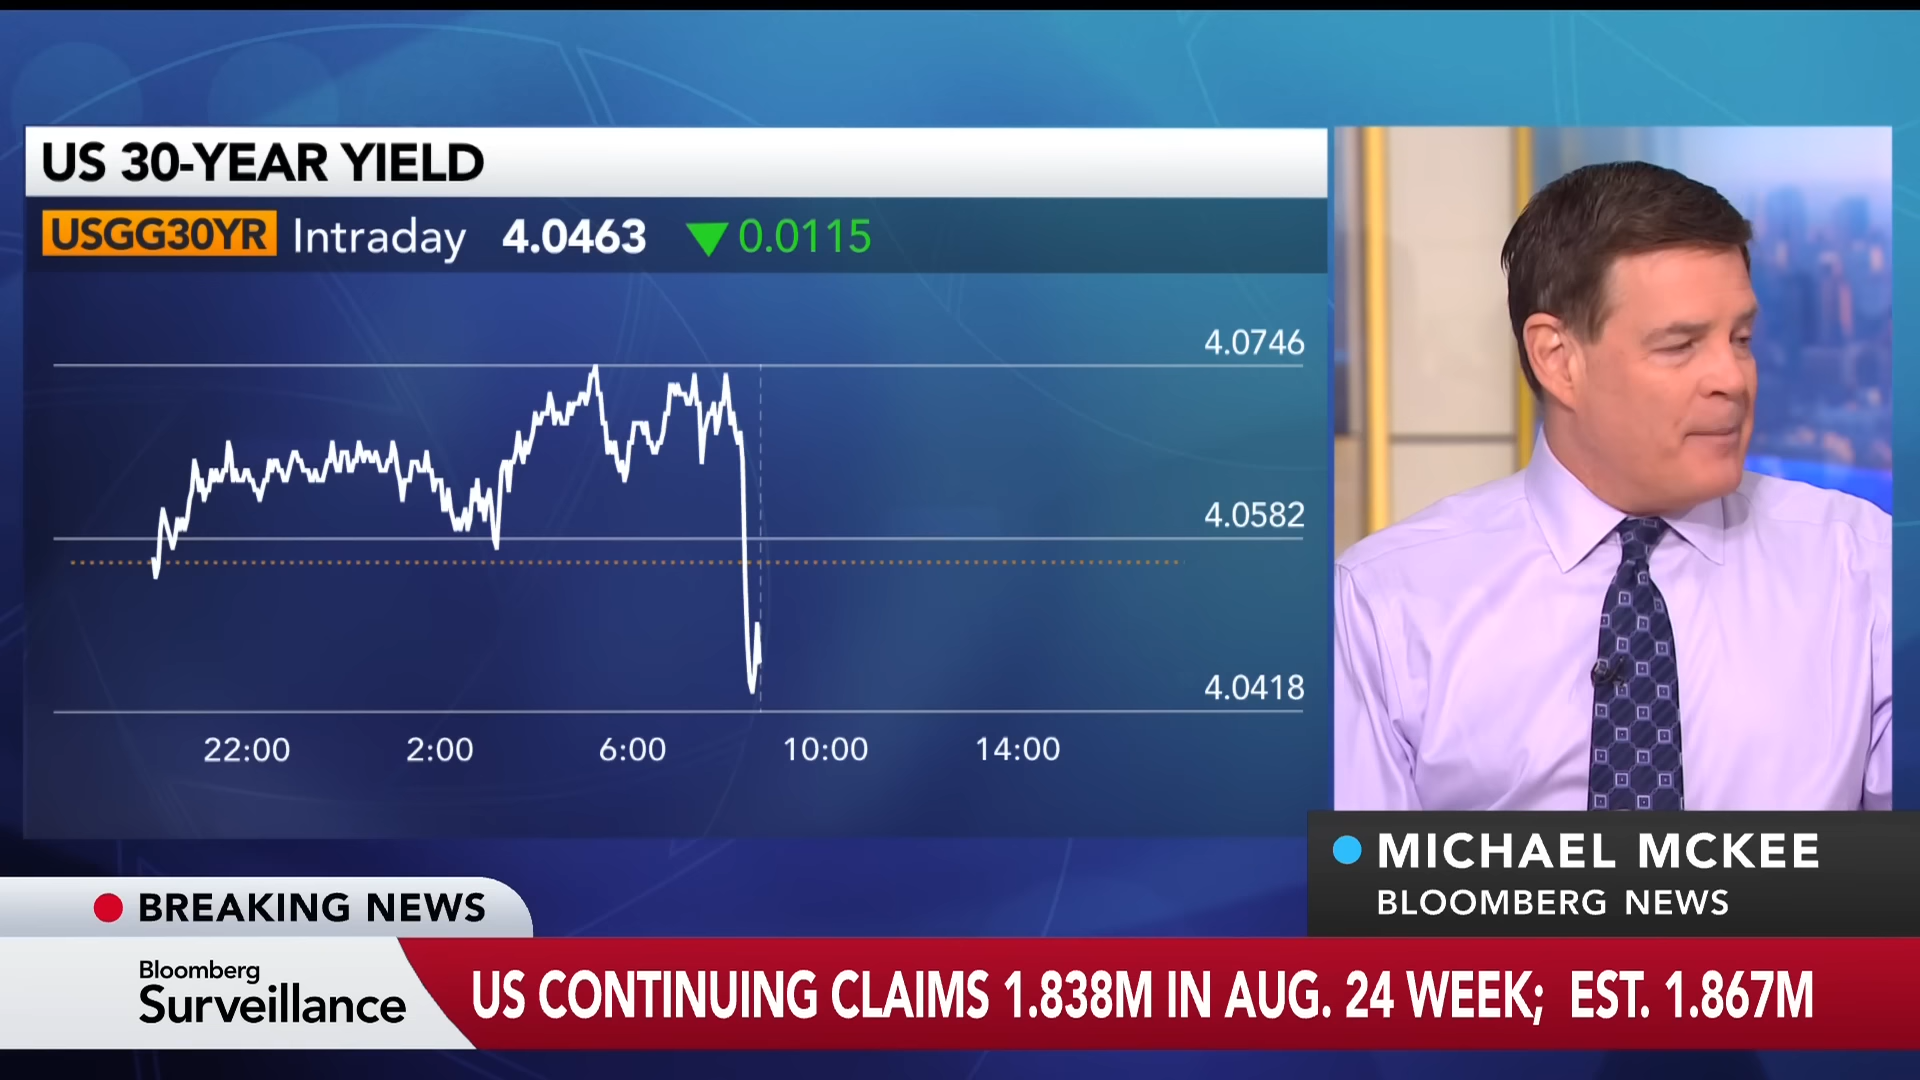 US 30-YEAR YIELD
USGG30YR Intraday 4.0463 ▼0.0115
4.0746
4.0582
4.0418
22:00 2:00 6:00 10:00 14:00
MICHAEL MCKEE
BLOOMBERG NEWS
BREAKING NEWS
Bloomberg
Surveillance
US CONTINUING CLAIMS 1.838M IN AUG. 24 WEEK; EST. 1.867M